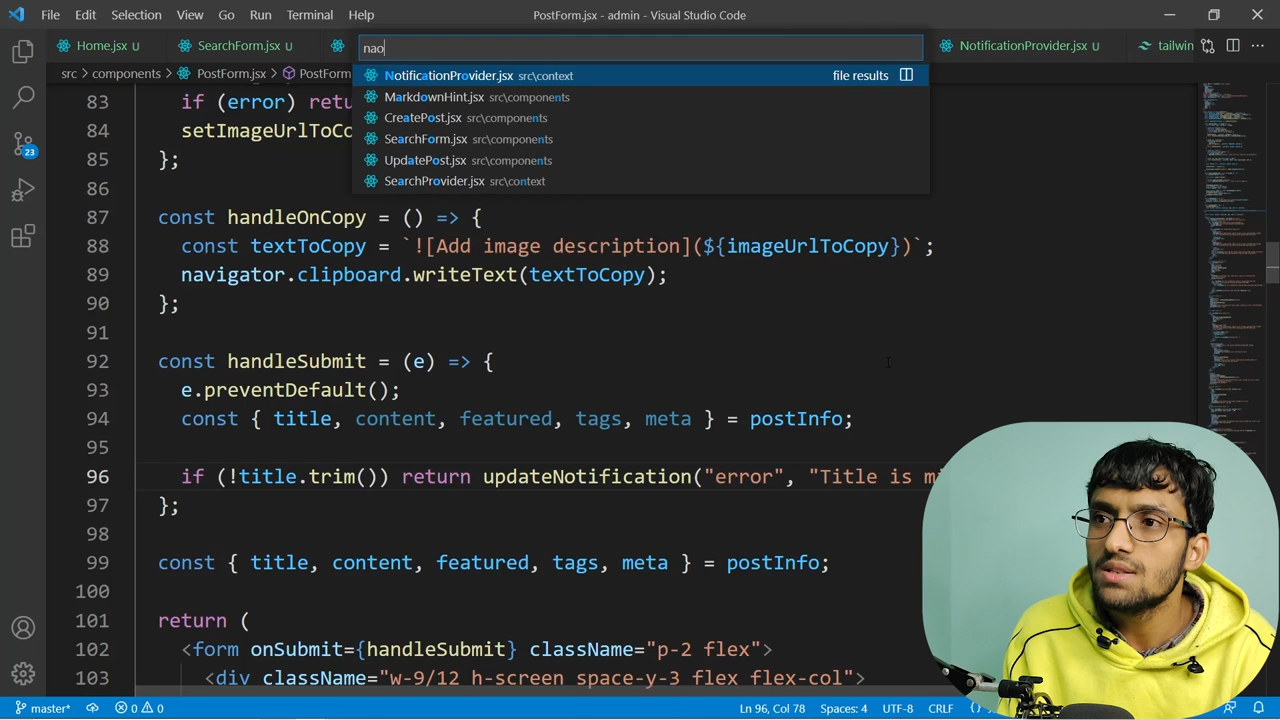 File Edit Selection View Go Run Terminal Help PostForm.jsx - admin - Visual Studio Code
Home.jsx U SearchForm.jsx U NotificationProvider.jsx U tailwin
nao
src > components > PostForm.jsx > PostForm
NotificationProvider.jsx src\context file results
MarkdownHint.jsx src\components
CreatePost.jsx src\components
SearchForm.jsx src\components
UpdatePost.jsx src\components
SearchProvider.jsx src\context
83 if (error) retu
84 setImageUrlToCo
85 };
86
87 const handleOnCopy = () => {
88 const textToCopy = `![Add image description](${imageUrlToCopy})`;
89 navigator.clipboard.writeText(textToCopy);
90 };
91
92 const handleSubmit = (e) => {
93 e.preventDefault();
94 const { title, content, featured, tags, meta } = postInfo;
95
96 if (!title.trim()) return updateNotification("error", "Title is mi
97 };
98
99 const { title, content, featured, tags, meta } = postInfo;
100
101 return (
102 <form onSubmit={handleSubmit} className="p-2 flex">
103 <div className="w-9/12 h-screen space-y-3 flex flex-col">
23
master* 0 0 Ln 96, Col 78 Spaces: 4 UTF-8 CRLF